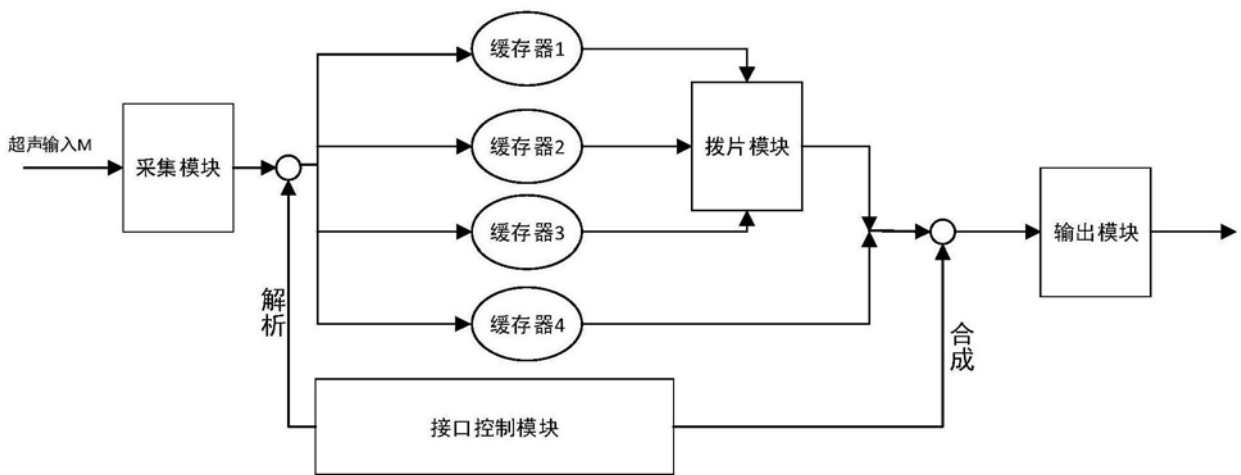 缓存器1
缓存器2
拨片模块
超声输入M
采集模块
缓存器3
输出模块
解析
缓存器4
合成
接口控制模块